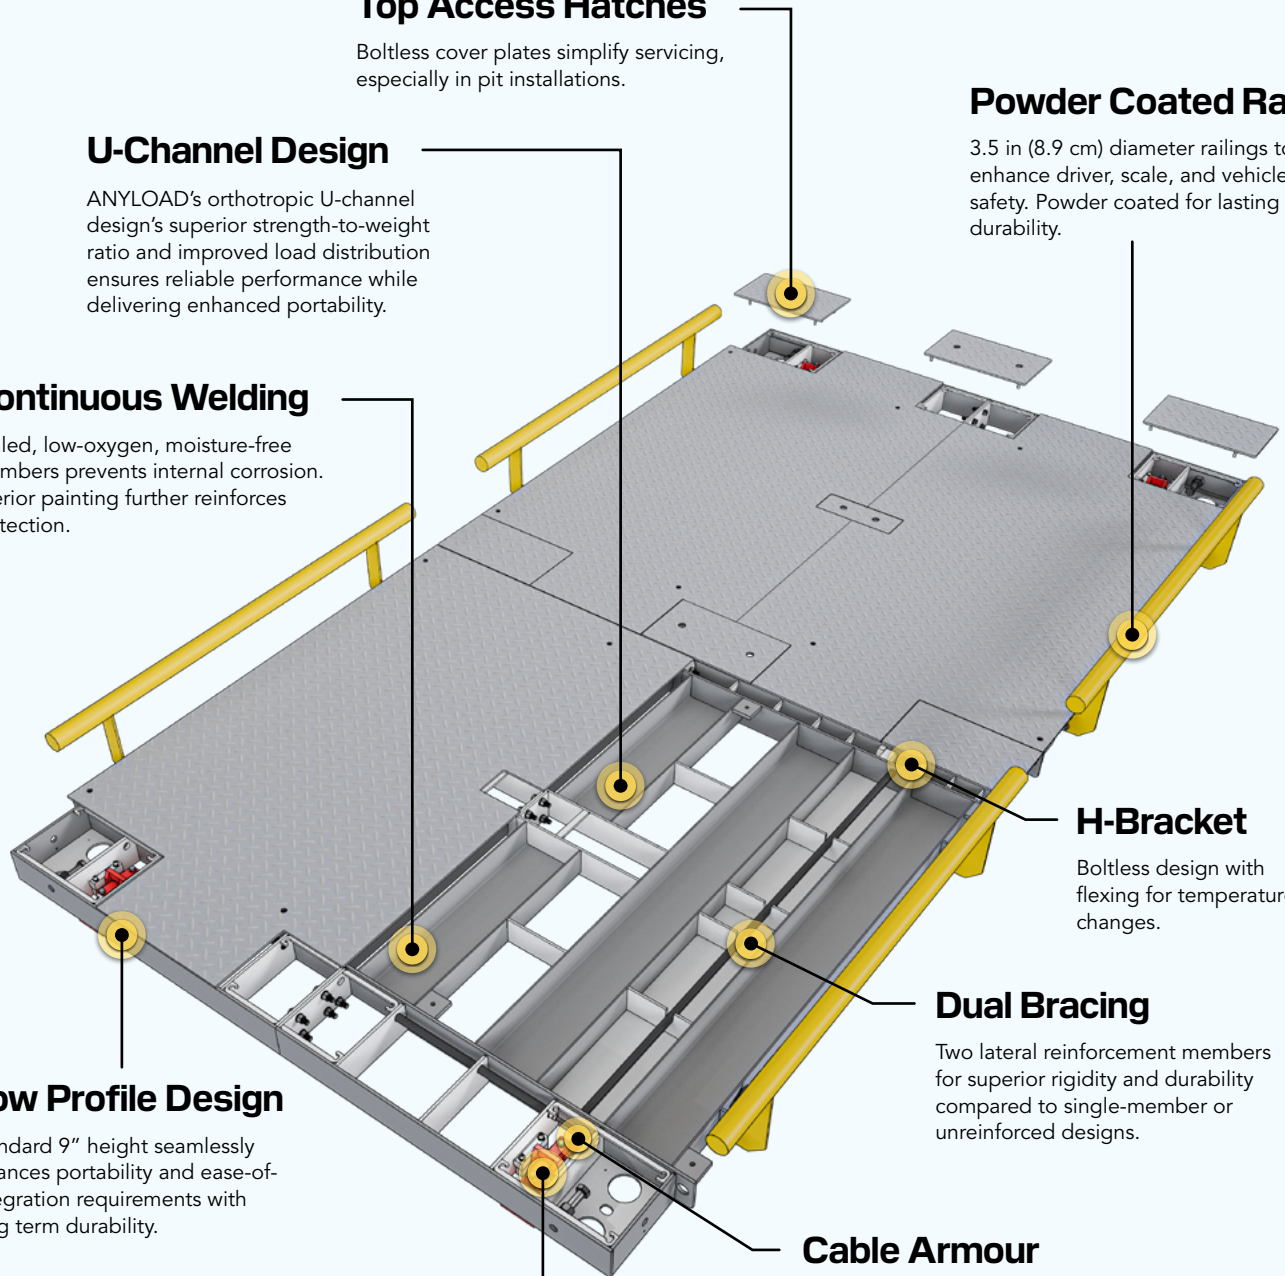 Top Access Hatches
Boltless cover plates simplify servicing,
especially in pit installations.
Powder Coated Ra
3.5 in (8.9 cm) diameter railings to
enhance driver, scale, and vehicle
safety. Powder coated for lasting
durability.
U-Channel Design
ANYLOAD's orthotropic U-channel
design's superior strength-to-weight
ratio and improved load distribution
ensures reliable performance while
delivering enhanced portability.
ontinuous Welding
led, low-oxygen, moisture-free
mbers prevents internal corrosion.
erior painting further reinforces
tection.
H-Bracket
Boltless design with
flexing for temperature
changes.
Dual Bracing
Two lateral reinforcement members
for superior rigidity and durability
compared to single-member or
unreinforced designs.
ow Profile Design
ndard 9" height seamlessly
ances portability and ease-of-
egration requirements with
g term durability.
Cable Armour